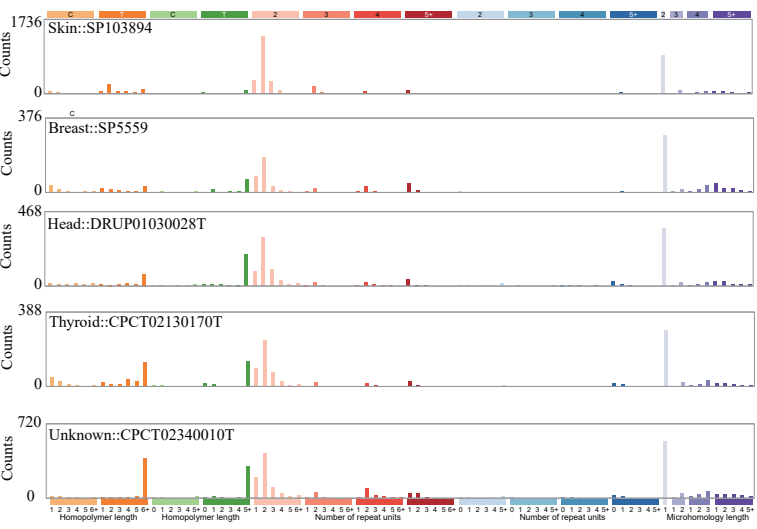 C T C T 2 3 4 5+ 2 3 4 5+ 2 3 4 5+
1736
Skin::SP103894
Counts
0
C
376
Breast::SP5559
Counts
0
468
Head::DRUP01030028T
Counts
0
388
Thyroid::CPCT02130170T
Counts
0
720
Unknown::CPCT02340010T
Counts
0
1 2 3 4 5 6+ 1 2 3 4 5 6+ 0 1 2 3 4 5+ 0 1 2 3 4 5+ 1 2 3 4 5 6+ 1 2 3 4 5 6+ 1 2 3 4 5 6+ 1 2 3 4 5 6+ 0 1 2 3 4 5+ 0 1 2 3 4 5+ 0 1 2 3 4 5+ 0 1 2 3 4 5+ 1 1 2 1 2 3 1 2 3 4 5+
Homopolymer length Homopolymer length Number of repeat units Number of repeat units Microhomology length